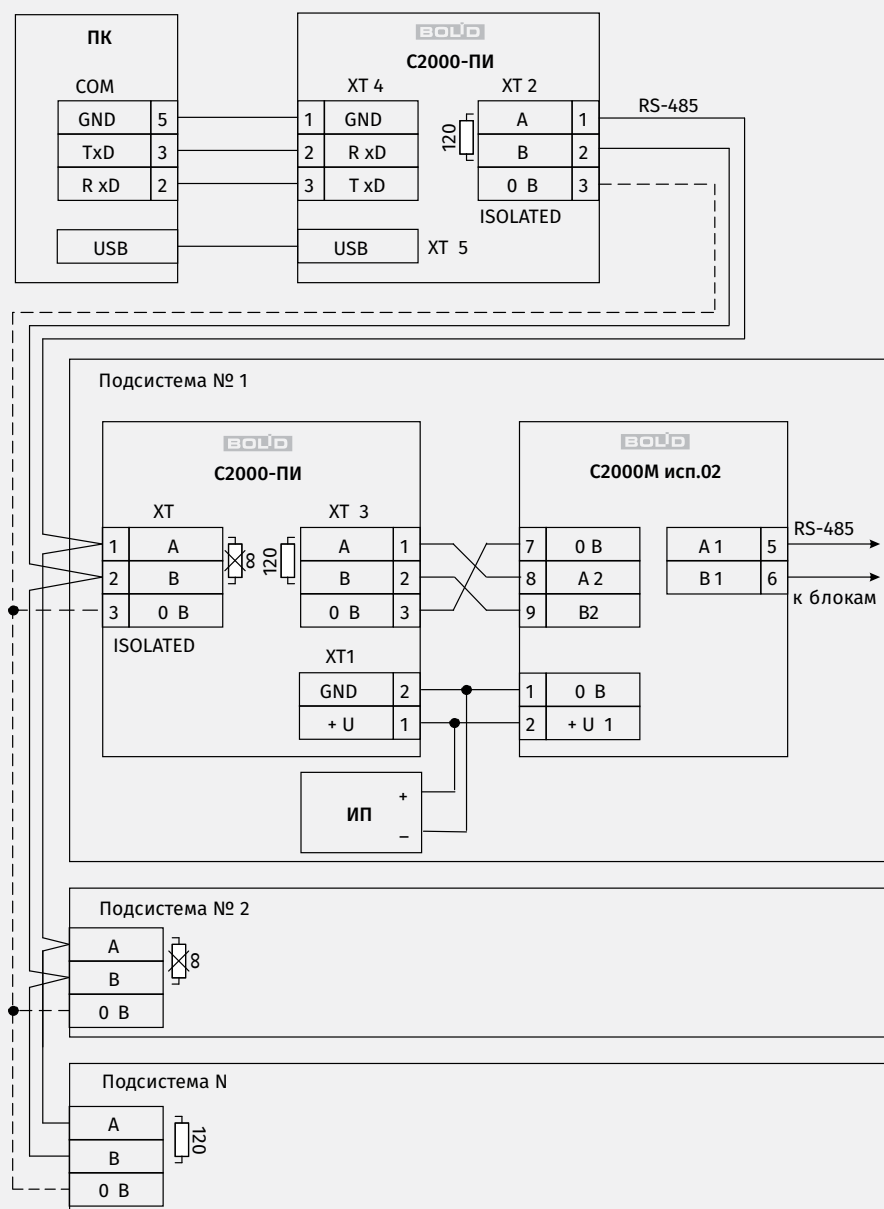 ПК
BOLID
С2000-ПИ
COM
XT 4
XT 2
RS-485
GND 5
1 GND
120
A 1
TxD 3
2 R xD
B 2
R xD 2
3 T xD
0 B 3
ISOLATED
USB
USB
XT 5
Подсистема № 1
BOLID
С2000-ПИ
BOLID
С2000М исп.02
XT
XT 3
RS-485
1 A
∞
120
A 1
7 0 B
A 1 5
2 B
B 2
8 A 2
B 1 6
3 0 B
0 B 3
9 B2
к блокам
ISOLATED
XT1
GND 2
1 0 B
+ U 1
2 + U 1
ИП
+
–
Подсистема № 2
A
B
∞
0 B
Подсистема N
A
B
120
0 B